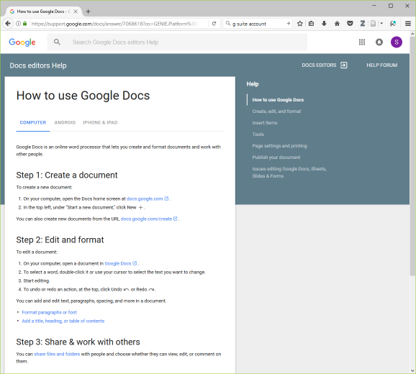 How to use Google Docs
https://support.google.com/docs/answer/7068618?co=GENIE.Platform%
g suite account
Google
Search Google Docs editors Help
S
Docs editors Help
DOCS EDITORS
HELP FORUM
How to use Google Docs
COMPUTER
ANDROID
IPHONE & IPAD
Google Docs is an online word processor that lets you create and format documents and work with
other people.
Step 1: Create a document
To create a new document:
1. On your computer, open the Docs home screen at docs.google.com
2. In the top left, under "Start a new document," click New
You can also create new documents from the URL docs.google.com/create
Step 2: Edit and format
To edit a document:
1. On your computer, open a document in Google Docs
2. To select a word, double-click it or use your cursor to select the text you want to change.
3. Start editing.
4. To undo or redo an action, at the top, click Undo or Redo
You can add and edit text, paragraphs, spacing, and more in a document.
• Format paragraphs or font
• Add a title, heading, or table of contents
Step 3: Share & work with others
You can share files and folders with people and choose whether they can view, edit, or comment on
them.
Help
How to use Google Docs
Create, edit, and format
Insert items
Tools
Page settings and printing
Publish your document
Issues editing Google Docs, Sheets,
Slides & Forms